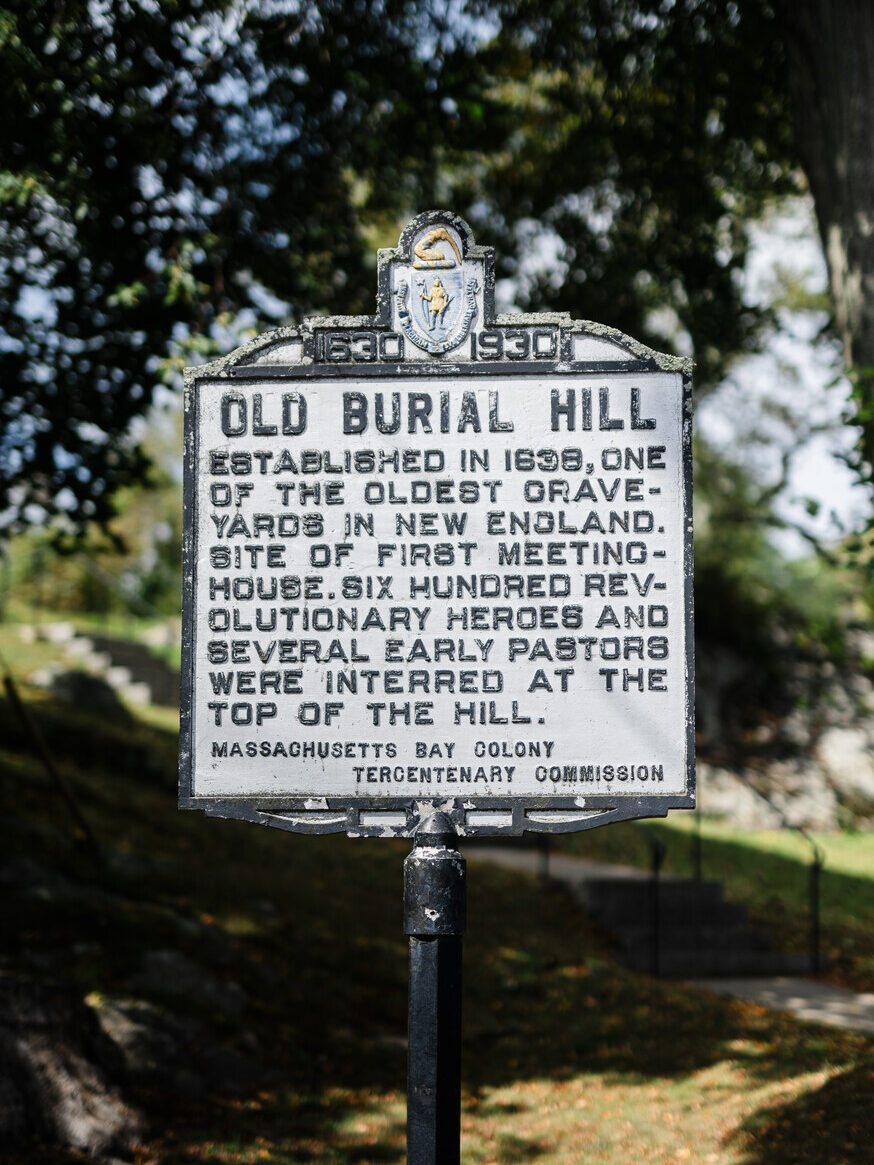 1630 1930
OLD BURIAL HILL
ESTABLISHED IN 1638, ONE
OF THE OLDEST GRAVE-
YARDS IN NEW ENGLAND.
SITE OF FIRST MEETING-
HOUSE. SIX HUNDRED REV-
OLUTIONARY HEROES AND
SEVERAL EARLY PASTORS
WERE INTERRED AT THE
TOP OF THE HILL.
MASSACHUSETTS BAY COLONY
TERCENTENARY COMMISSION